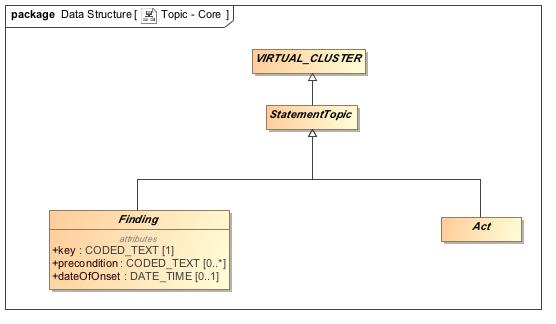 package Data Structure [ Topic - Core ]
VIRTUAL_CLUSTER
StatementTopic
Finding
attributes
+key : CODED_TEXT [1]
+precondition : CODED_TEXT [0..*]
+dateOfOnset : DATE_TIME [0..1]
Act